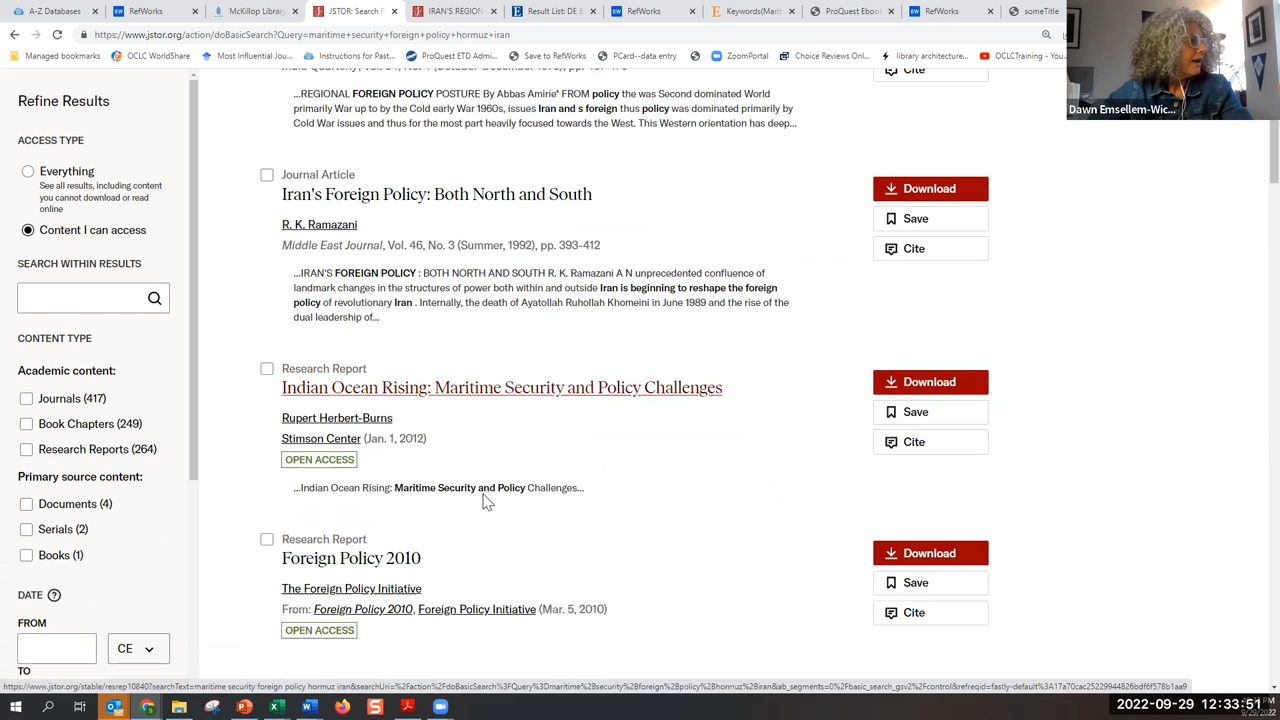 A-Z Databases
RefWorks
McKillop Library
JSTOR: Search R
IRAN'S REGION
Result List: DE &
RefWorks
Keywords(Marit
ProQuest Ebook
RefWorks
someTitle
https://www.jstor.org/action/doBasicSearch?Query=maritime+security+foreign+policy+hormuz+iran
Managed bookmarks
OCLC WorldShare
Most Influential Jou...
Instructions for Past...
ProQuest ETD Admi...
Save to RefWorks
PCard--data entry
ZoomPortal
Choice Reviews Onl...
library architecture...
OCLCTraining - You...
Dawn Emsellem-Wic...
Refine Results
ACCESS TYPE
Everything
See all results, including content
you cannot download or read
online
Content I can access
SEARCH WITHIN RESULTS
CONTENT TYPE
Academic content:
Journals (417)
Book Chapters (249)
Research Reports (264)
Primary source content:
Documents (4)
Serials (2)
Books (1)
DATE
FROM
CE
TO
Cite
...REGIONAL FOREIGN POLICY POSTURE By Abbas Amirie* FROM policy the was Second dominated World
primarily War up to by the Cold early War 1960s, issues Iran and s foreign thus policy was dominated primarily by
Cold War issues and thus for the most part heavily focused towards the West. This Western orientation has deep...
Journal Article
Iran's Foreign Policy: Both North and South
R. K. Ramazani
Middle East Journal, Vol. 46, No. 3 (Summer, 1992), pp. 393-412
...IRAN'S FOREIGN POLICY : BOTH NORTH AND SOUTH R. K. Ramazani A N unprecedented confluence of
landmark changes in the structures of power both within and outside Iran is beginning to reshape the foreign
policy of revolutionary Iran . Internally, the death of Ayatollah Ruhollah Khomeini in June 1989 and the rise of the
dual leadership of...
Download
Save
Cite
Research Report
Indian Ocean Rising: Maritime Security and Policy Challenges
Rupert Herbert-Burns
Stimson Center (Jan. 1, 2012)
OPEN ACCESS
...Indian Ocean Rising: Maritime Security and Policy Challenges...
Download
Save
Cite
Research Report
Foreign Policy 2010
The Foreign Policy Initiative
From: Foreign Policy 2010, Foreign Policy Initiative (Mar. 5, 2010)
OPEN ACCESS
Download
Save
Cite
2022-09-29 12:33:51